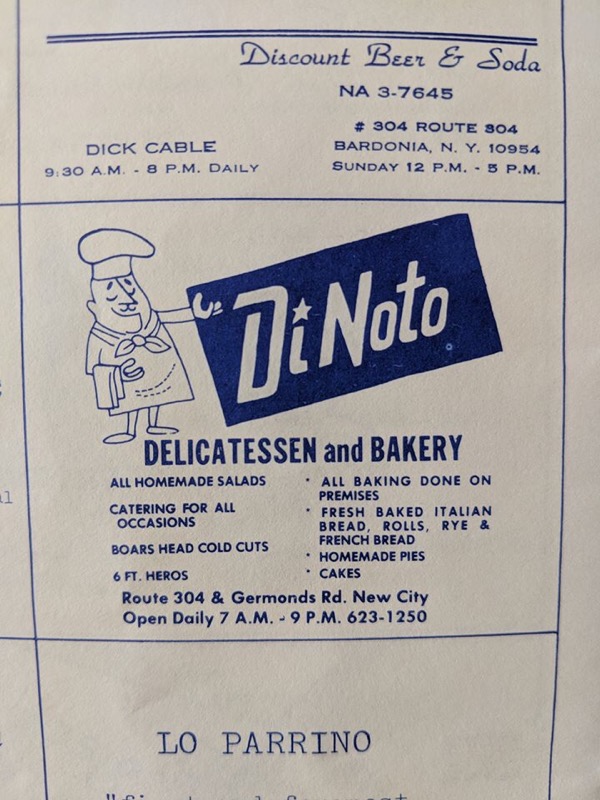 Discount Beer & Soda
NA 3-7645
# 304 ROUTE 304
DICK CABLE
BARDONIA, N. Y. 10954
9:30 A.M. - 8 P.M. DAILY
SUNDAY 12 P.M. - 5 P.M.
Di Noto
DELICATESSEN and BAKERY
ALL HOMEMADE SALADS
CATERING FOR ALL
OCCASIONS
BOARS HEAD COLD CUTS
6 FT. HEROS
* ALL BAKING DONE ON
PREMISES
* FRESH BAKED ITALIAN
BREAD, ROLLS, RYE &
FRENCH BREAD
* HOMEMADE PIES
* CAKES
Route 304 & Germonds Rd. New City
Open Daily 7 A.M. - 9 P.M. 623-1250
LO PARRINO